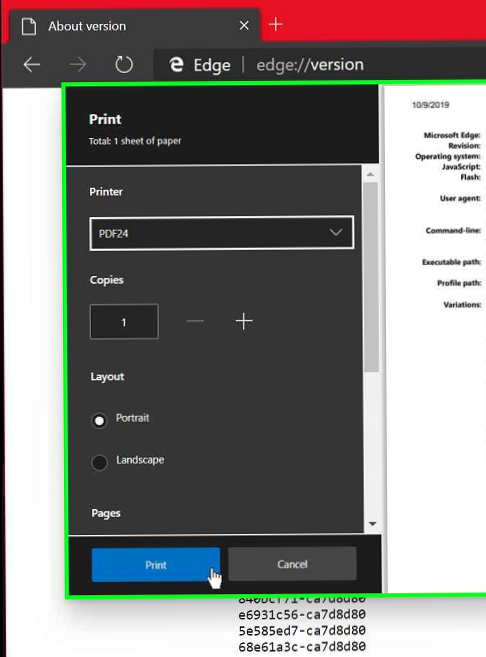 About version
Edge | edge://version
Print
Total: 1 sheet of paper
Printer
PDF24
Copies
1
Layout
Portrait
Landscape
Pages
Print
Cancel
10/9/2019
Microsoft Edge:
Revision:
Operating system:
JavaScript:
Flash:
User agent:
Command-line:
Executable path:
Profile path:
Variations:
840bcf71-ca7d8d80
e6931c56-ca7d8d80
5e585ed7-ca7d8d80
68e61a3c-ca7d8d80